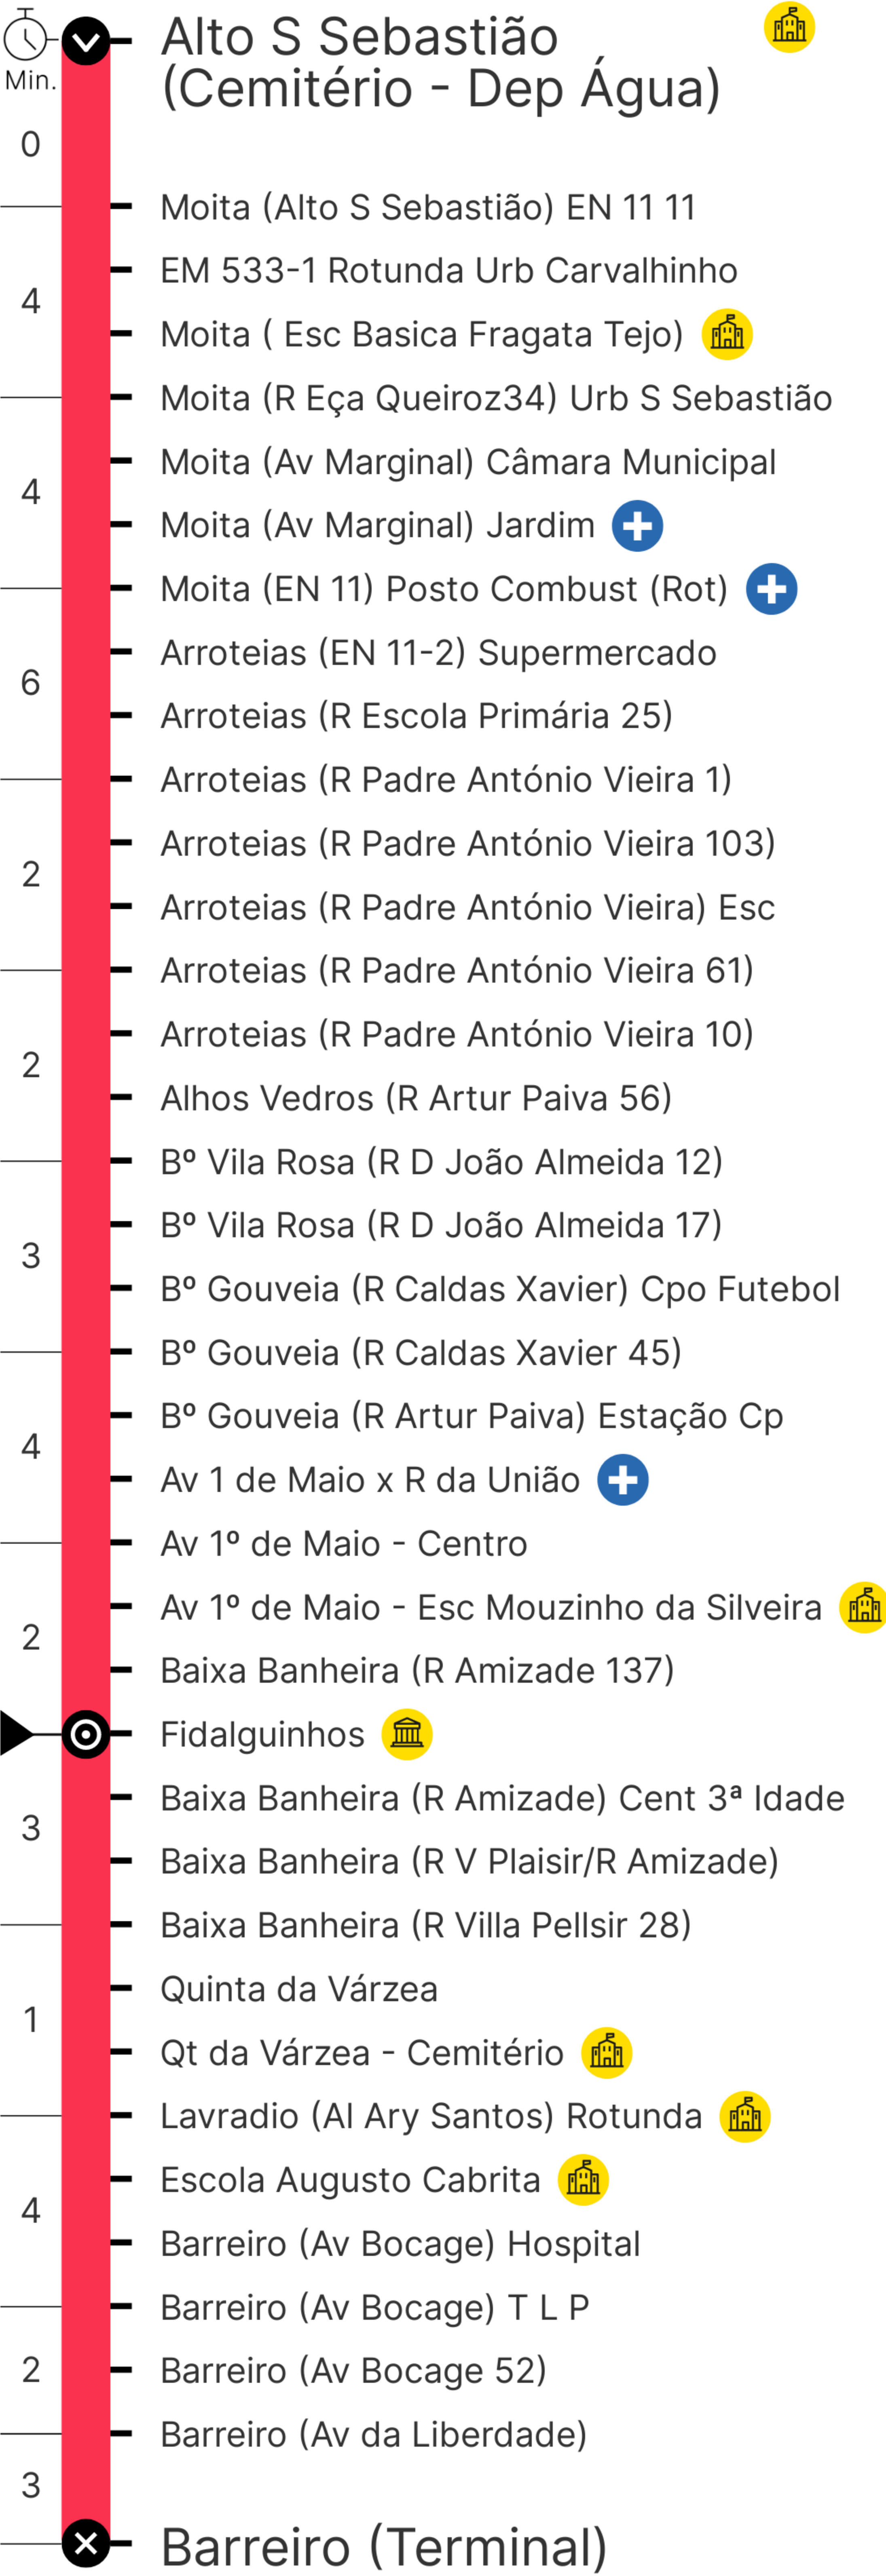 Alto S Sebastião
(Cemitério - Dep Água)
Min.
0
Moita (Alto S Sebastião) EN 11 11
EM 533-1 Rotunda Urb Carvalhinho
4
Moita ( Esc Basica Fragata Tejo)
Moita (R Eça Queiroz34) Urb S Sebastião
Moita (Av Marginal) Câmara Municipal
4
Moita (Av Marginal) Jardim
Moita (EN 11) Posto Combust (Rot)
Arroteias (EN 11-2) Supermercado
6
Arroteias (R Escola Primária 25)
Arroteias (R Padre António Vieira 1)
Arroteias (R Padre António Vieira 103)
2
Arroteias (R Padre António Vieira) Esc
Arroteias (R Padre António Vieira 61)
Arroteias (R Padre António Vieira 10)
2
Alhos Vedros (R Artur Paiva 56)
Bº Vila Rosa (R D João Almeida 12)
Bº Vila Rosa (R D João Almeida 17)
3
Bº Gouveia (R Caldas Xavier) Cpo Futebol
Bº Gouveia (R Caldas Xavier 45)
Bº Gouveia (R Artur Paiva) Estação Cp
4
Av 1 de Maio x R da União
Av 1º de Maio - Centro
Av 1º de Maio - Esc Mouzinho da Silveira
2
Baixa Banheira (R Amizade 137)
Fidalguinhos
Baixa Banheira (R Amizade) Cent 3ª Idade
3
Baixa Banheira (R V Plaisir/R Amizade)
Baixa Banheira (R Villa Pellsir 28)
Quinta da Várzea
1
Qt da Várzea - Cemitério
Lavradio (Al Ary Santos) Rotunda
Escola Augusto Cabrita
4
Barreiro (Av Bocage) Hospital
Barreiro (Av Bocage) T L P
2
Barreiro (Av Bocage 52)
Barreiro (Av da Liberdade)
3
Barreiro (Terminal)